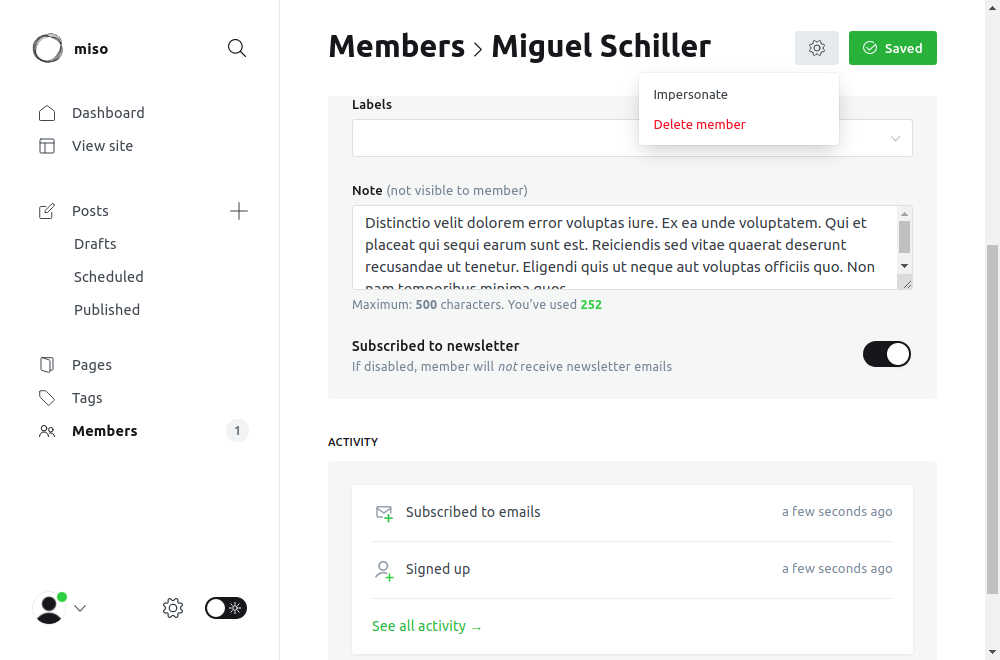 miso
Dashboard
View site
Posts
Drafts
Scheduled
Published
Pages
Tags
Members 1
Members > Miguel Schiller
Saved
Impersonate
Delete member
Labels
Note (not visible to member)
Distinctio velit dolorem error voluptas iure. Ex ea unde voluptatem. Qui et
placeat qui sequi earum sunt est. Reiciendis sed vitae quaerat deserunt
recusandae ut tenetur. Eligendi quis ut neque aut voluptas officiis quo. Non
nam temporibus minima quos.
Maximum: 500 characters. You’ve used 252
Subscribed to newsletter
If disabled, member will not receive newsletter emails
ACTIVITY
Subscribed to emails a few seconds ago
Signed up a few seconds ago
See all activity →